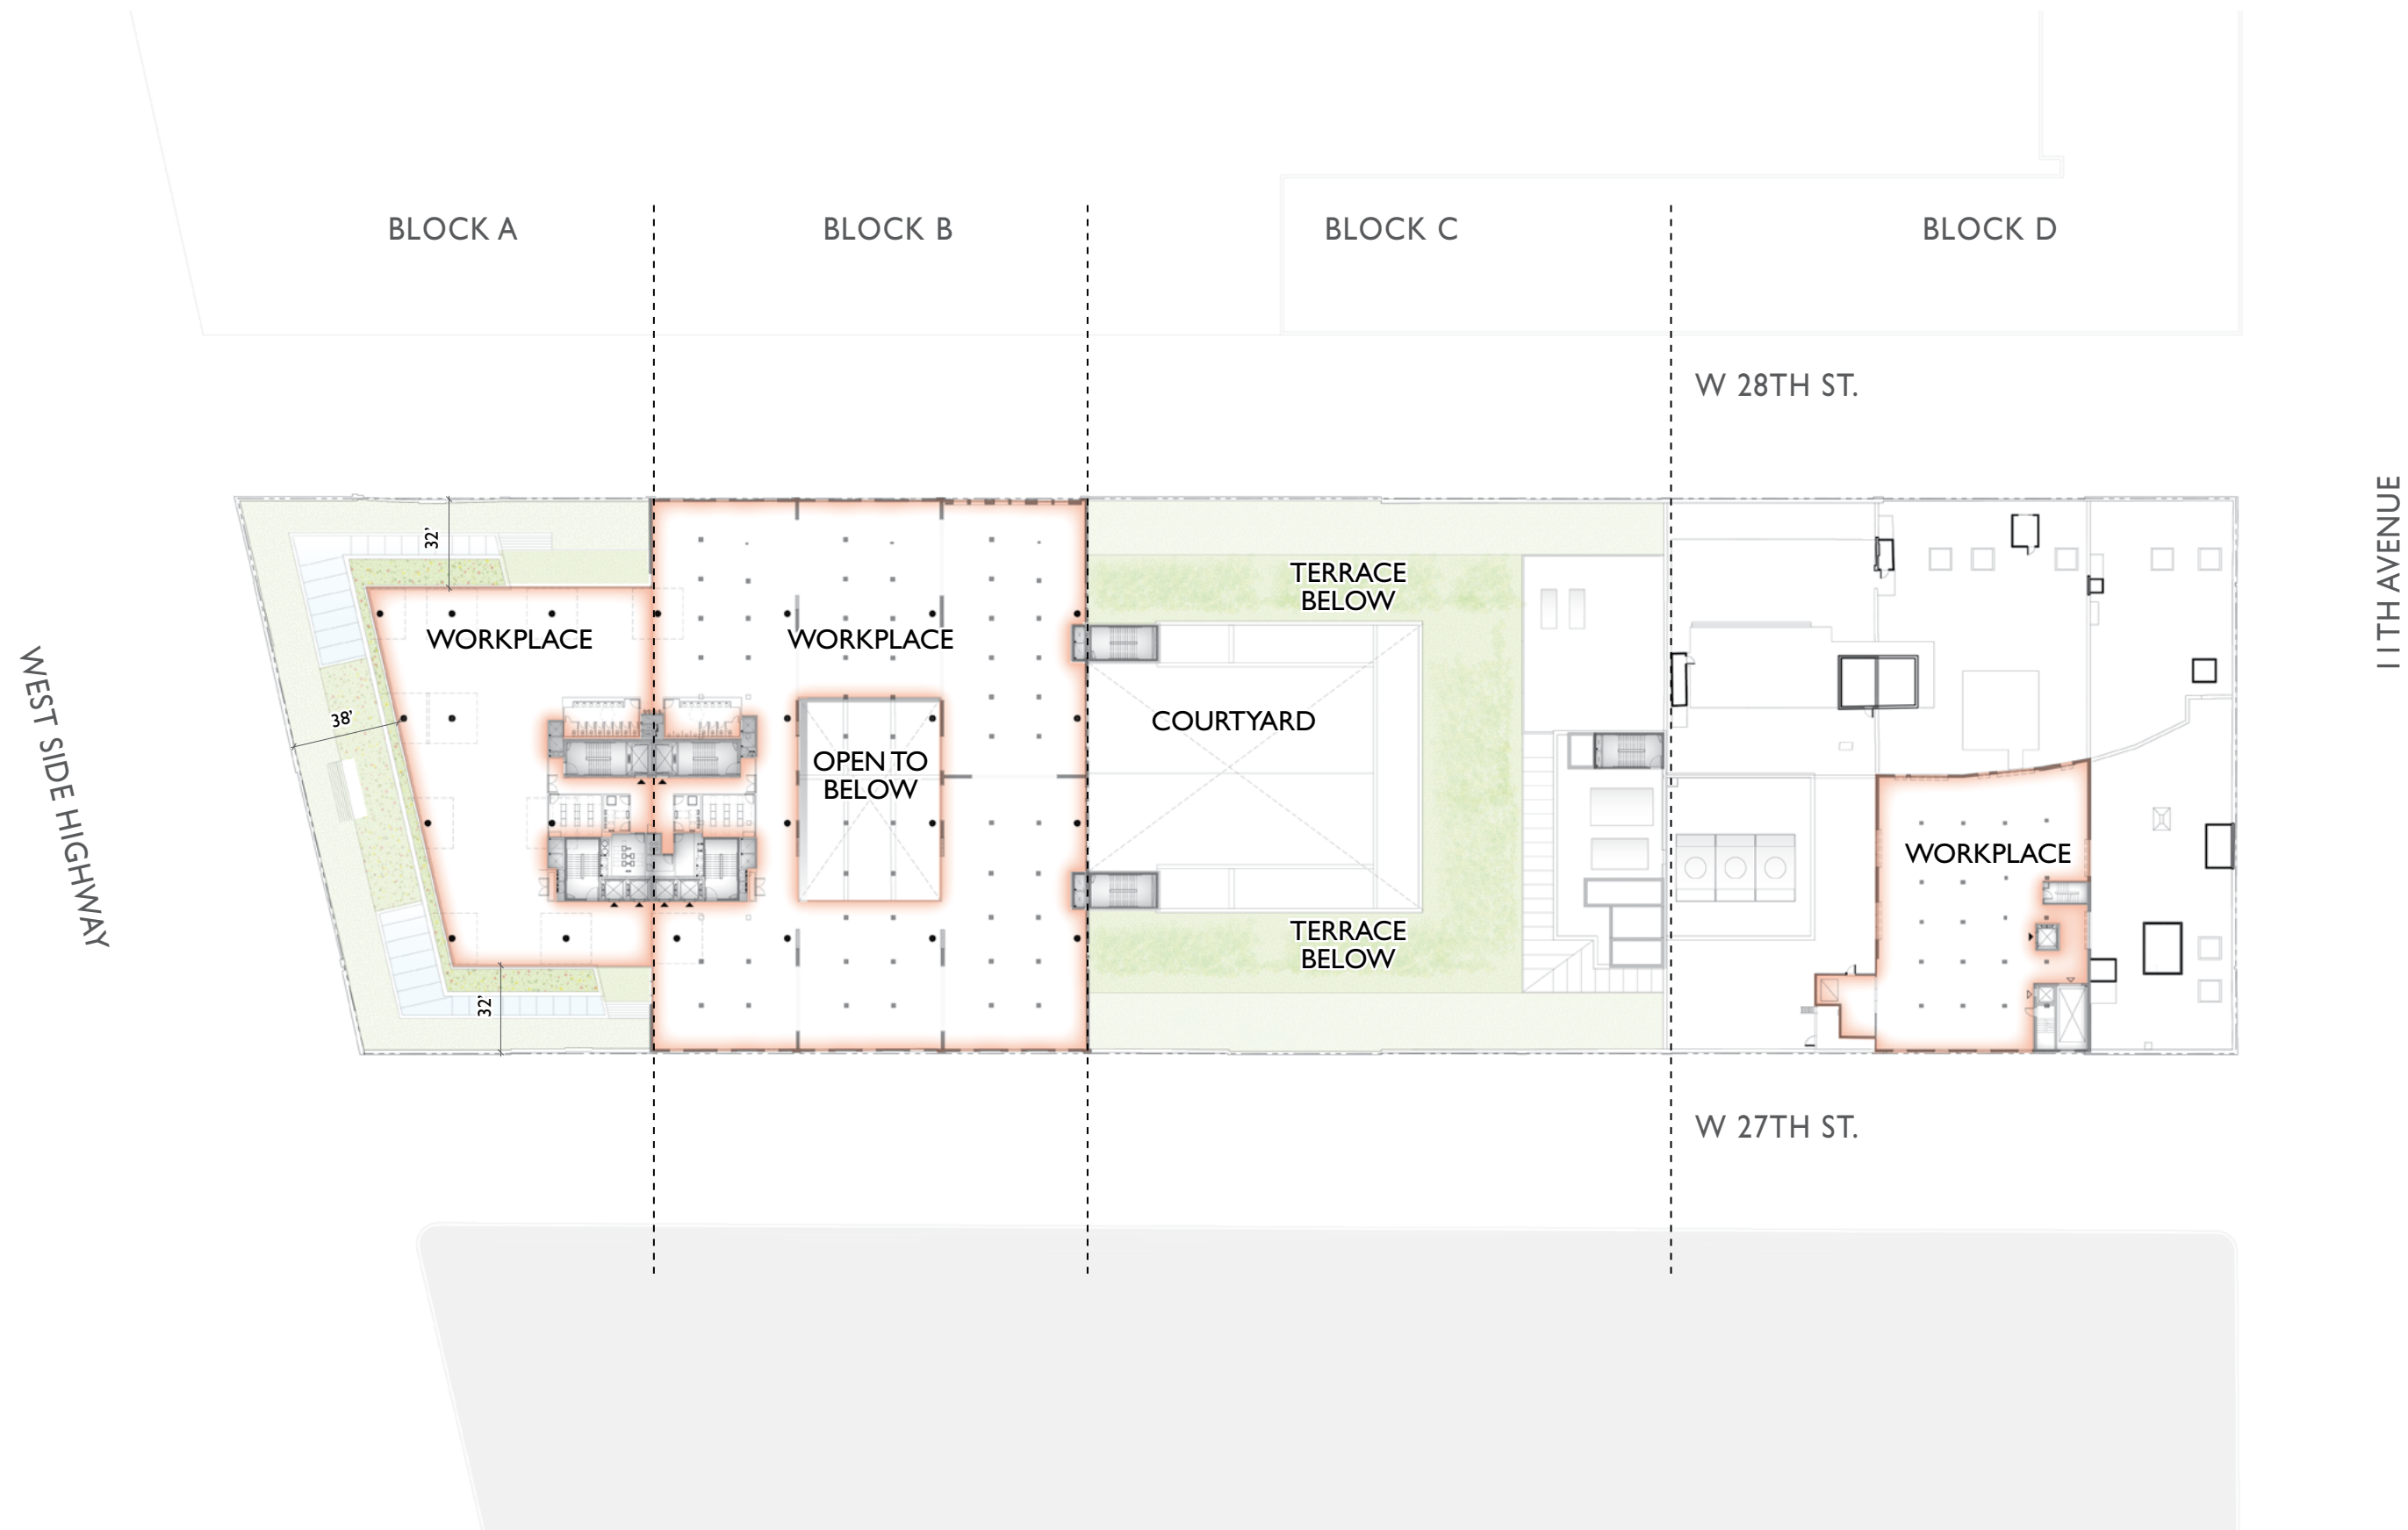 BLOCK A
BLOCK B
BLOCK C
BLOCK D
W 28TH ST.
11TH AVENUE
WEST SIDE HIGHWAY
32'
38'
32'
WORKPLACE
WORKPLACE
OPEN TO
BELOW
TERRACE
BELOW
COURTYARD
TERRACE
BELOW
WORKPLACE
W 27TH ST.